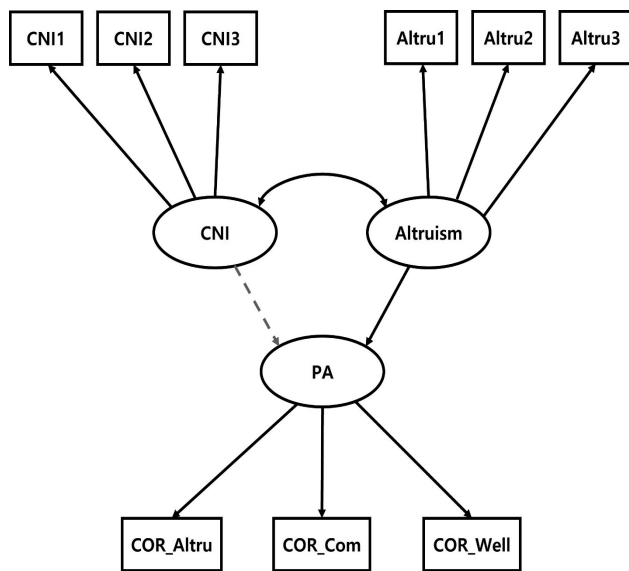 CNI1
CNI2
CNI3
Altru1
Altru2
Altru3
CNI
Altruism
PA
COR_Altru
COR_Com
COR_Well